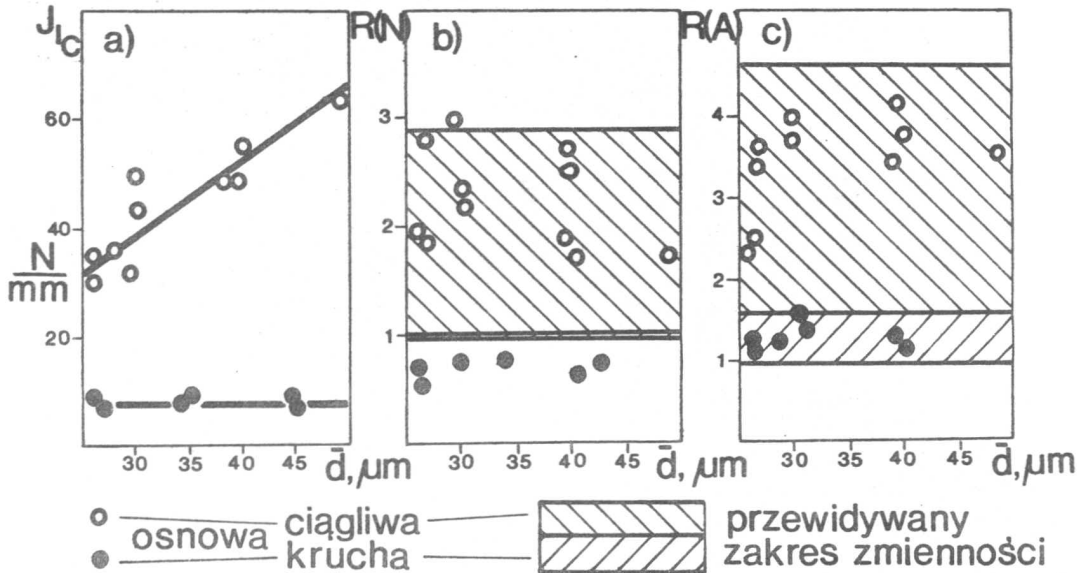 J_IC a) R(N) b) R(A) c)
60
40
N/mm
20
30 35 40 45 d̄, μm
3
2
1
30 35 40 45 d̄, μm
4
3
2
1
30 35 40 45 d̄, μm
osnowa
ciągliwa
krucha
przewidywany
zakres zmienności